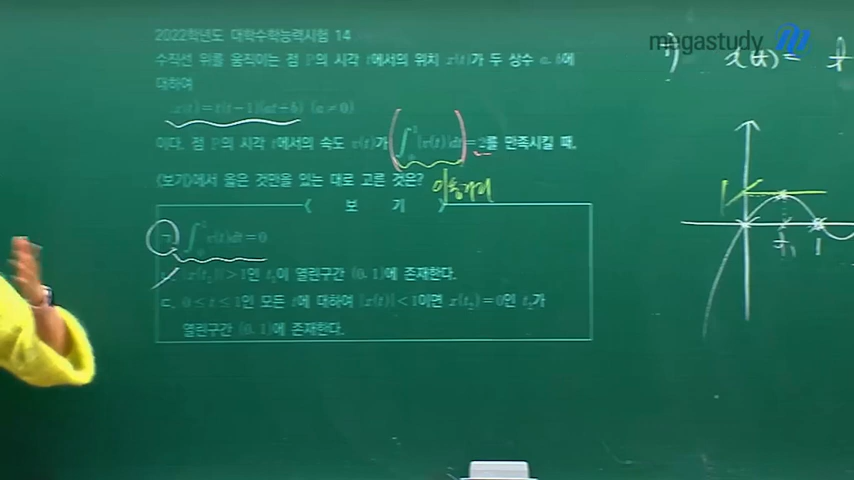 2022학년도 대학수학능력시험 14
수직선 위를 움직이는 점 P의 시각 t에서의 위치 x(t)가 두 상수 a, b에
대하여
x(t)=t(t-1)(at+b) (a≠0)
이다. 점 P의 시각 t에서의 속도 v(t)가 ∫|v(t)|dt=2를 만족시킬 때,
<보기>에서 옳은 것만을 있는 대로 고른 것은?
이동거리
< 보 기 >
ㄱ. ∫v(t)dt=0
ㄴ. |x(t₁)|>1인 t₁이 열린구간 (0, 1)에 존재한다.
ㄷ. 0≤t≤1인 모든 t에 대하여 |x(t)|<1이면 x(t₂)=0인 t₂가
열린구간 (0, 1)에 존재한다.
megastudy
x(t)=
1
t₁ 1